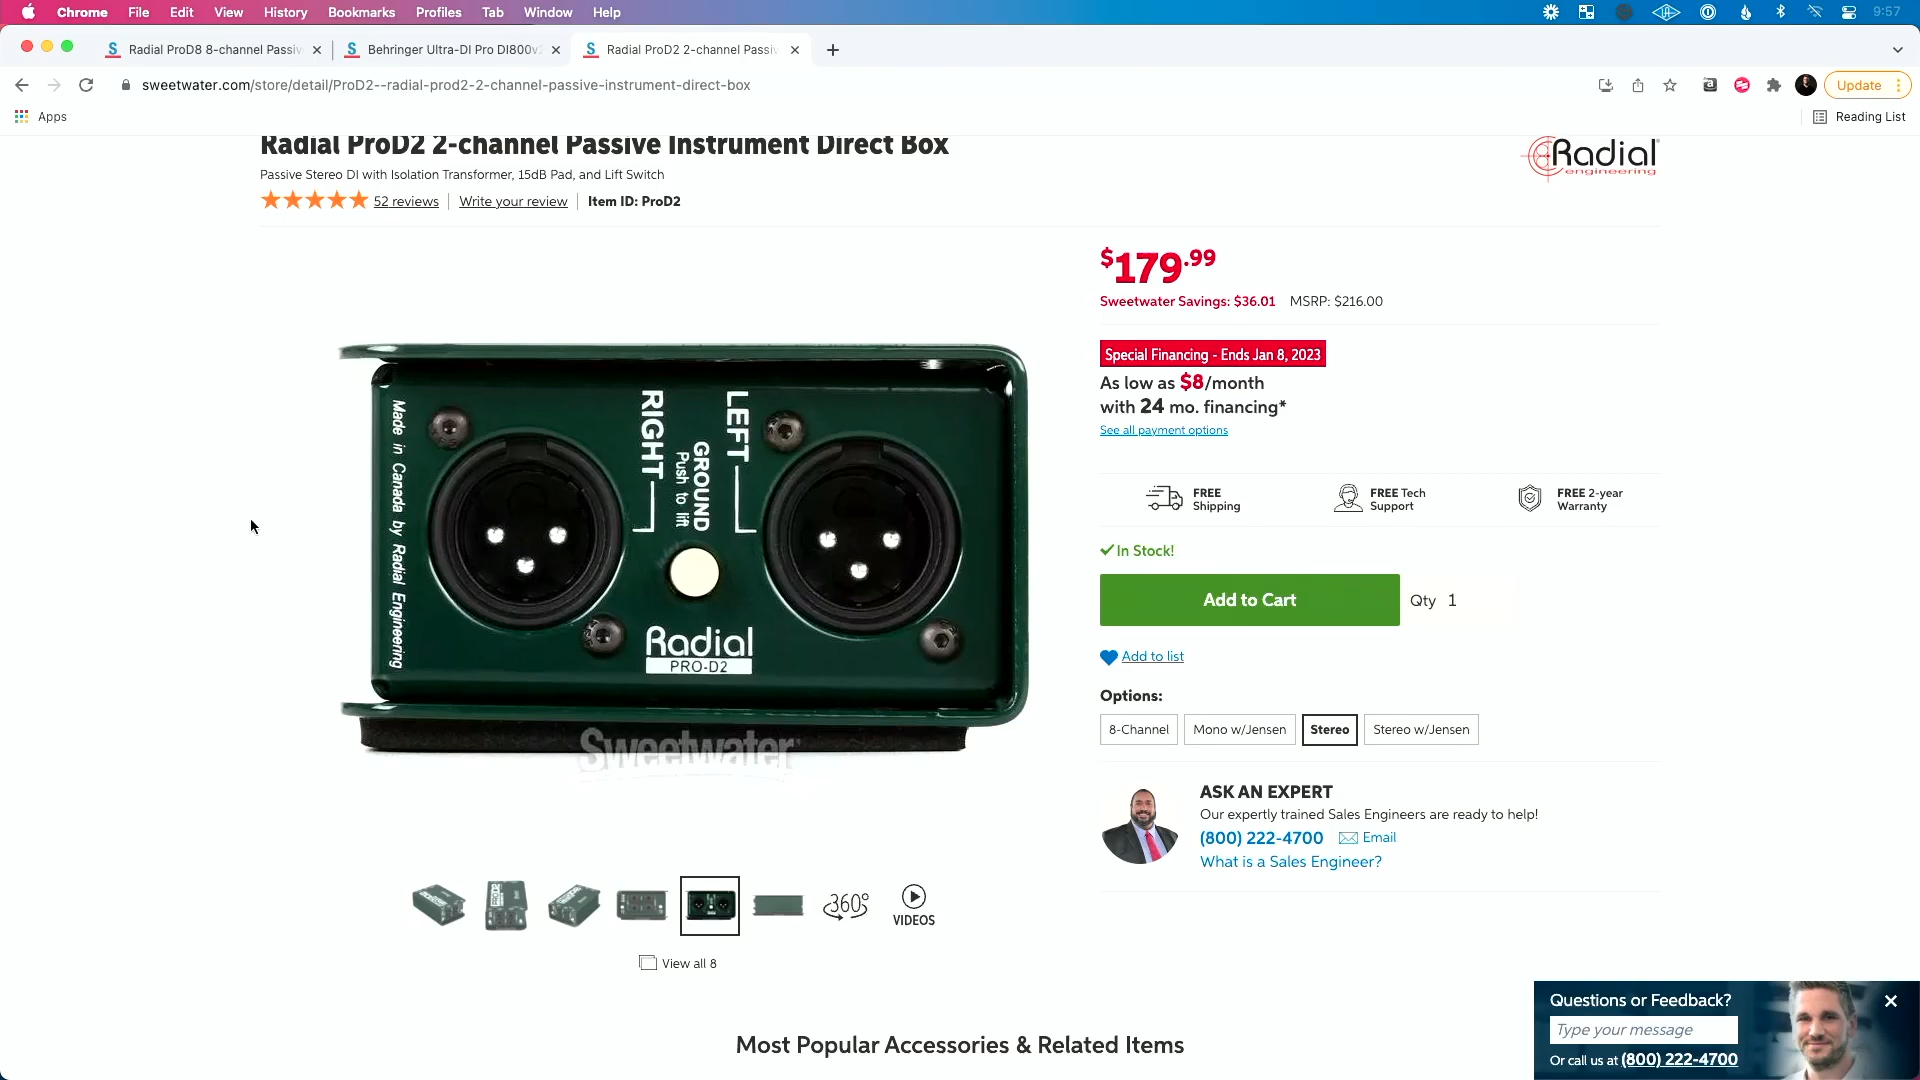 Chrome File Edit View History Bookmarks Profiles Tab Window Help 9:57
Radial ProD8 8-channel Passiv
Behringer Ultra-DI Pro DI800v
Radial ProD2 2-channel Passiv
sweetwater.com/store/detail/ProD2--radial-prod2-2-channel-passive-instrument-direct-box
Update
Apps
Reading List
Radial ProD2 2-channel Passive Instrument Direct Box
Passive Stereo DI with Isolation Transformer, 15dB Pad, and Lift Switch
52 reviews Write your review Item ID: ProD2
Radial
engineering
$179.99
Sweetwater Savings: $36.01 MSRP: $216.00
Special Financing - Ends Jan 8, 2023
As low as $8/month
with 24 mo. financing*
See all payment options
FREE
Shipping
FREE Tech
Support
FREE 2-year
Warranty
In Stock!
Add to Cart
Qty 1
Add to list
Options:
8-Channel
Mono w/Jensen
Stereo
Stereo w/Jensen
ASK AN EXPERT
Our expertly trained Sales Engineers are ready to help!
(800) 222-4700 Email
What is a Sales Engineer?
Made in Canada by Radial Engineering
RIGHT
GROUND
Push to lift
LEFT
Radial
PRO-D2
Sweetwater
360°
VIDEOS
View all 8
Most Popular Accessories & Related Items
Questions or Feedback?
Type your message
Or call us at (800) 222-4700